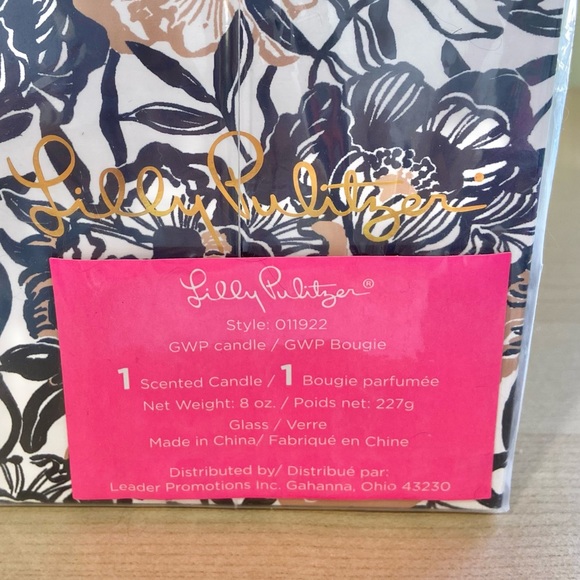 Lilly Pulitzer
Lilly Pulitzer®
Style: 011922
GWP candle / GWP Bougie
1 Scented Candle / 1 Bougie parfumée
Net Weight: 8 oz. / Poids net: 227g
Glass / Verre
Made in China/ Fabriqué en Chine
Distributed by/ Distribué par:
Leader Promotions Inc. Gahanna, Ohio 43230